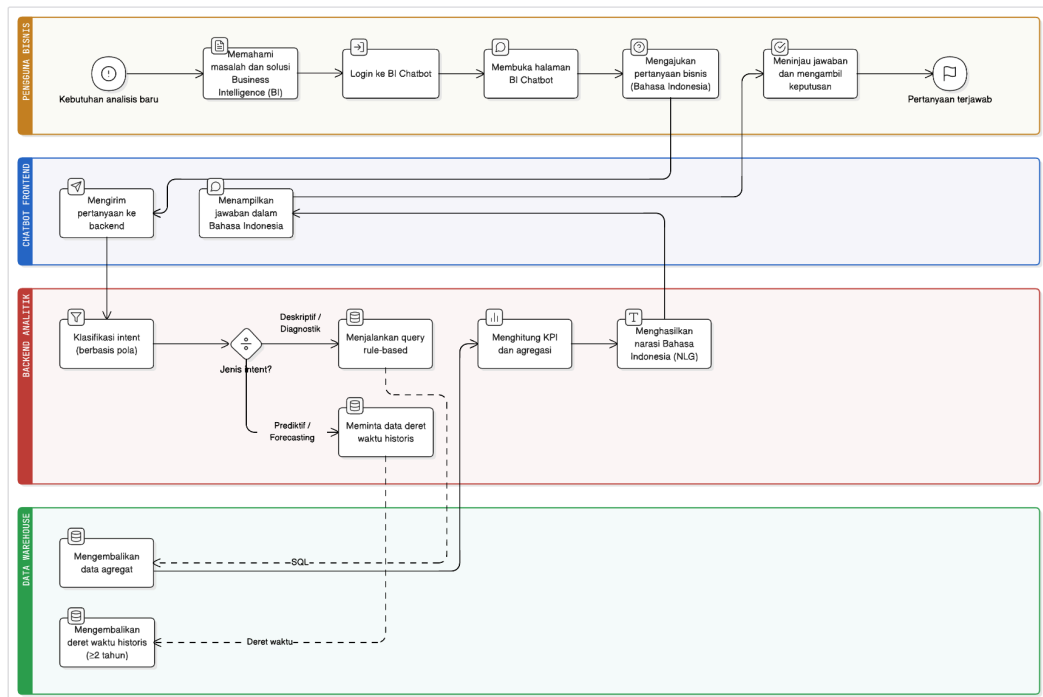 PENGGUNA BISNIS
Kebutuhan analisis baru
Memahami
masalah dan solusi
Business
Intelligence (BI)
Login ke BI Chatbot
Membuka halaman
BI Chatbot
Mengajukan
pertanyaan bisnis
(Bahasa Indonesia)
Meninjau jawaban
dan mengambil
keputusan
Pertanyaan terjawab
CHATBOT FRONTEND
Mengirim
pertanyaan ke
backend
Menampilkan
jawaban dalam
Bahasa Indonesia
BACKEND ANALITIK
Klasifikasi intent
(berbasis pola)
Jenis intent?
Deskriptif /
Diagnostik
Menjalankan query
rule-based
Prediktif /
Forecasting
Meminta data deret
waktu historis
Menghitung KPI
dan agregasi
Menghasilkan
narasi Bahasa
Indonesia (NLG)
DATA WAREHOUSE
Mengembalikan
data agregat
SQL
Mengembalikan
deret waktu historis
(≥2 tahun)
Deret waktu